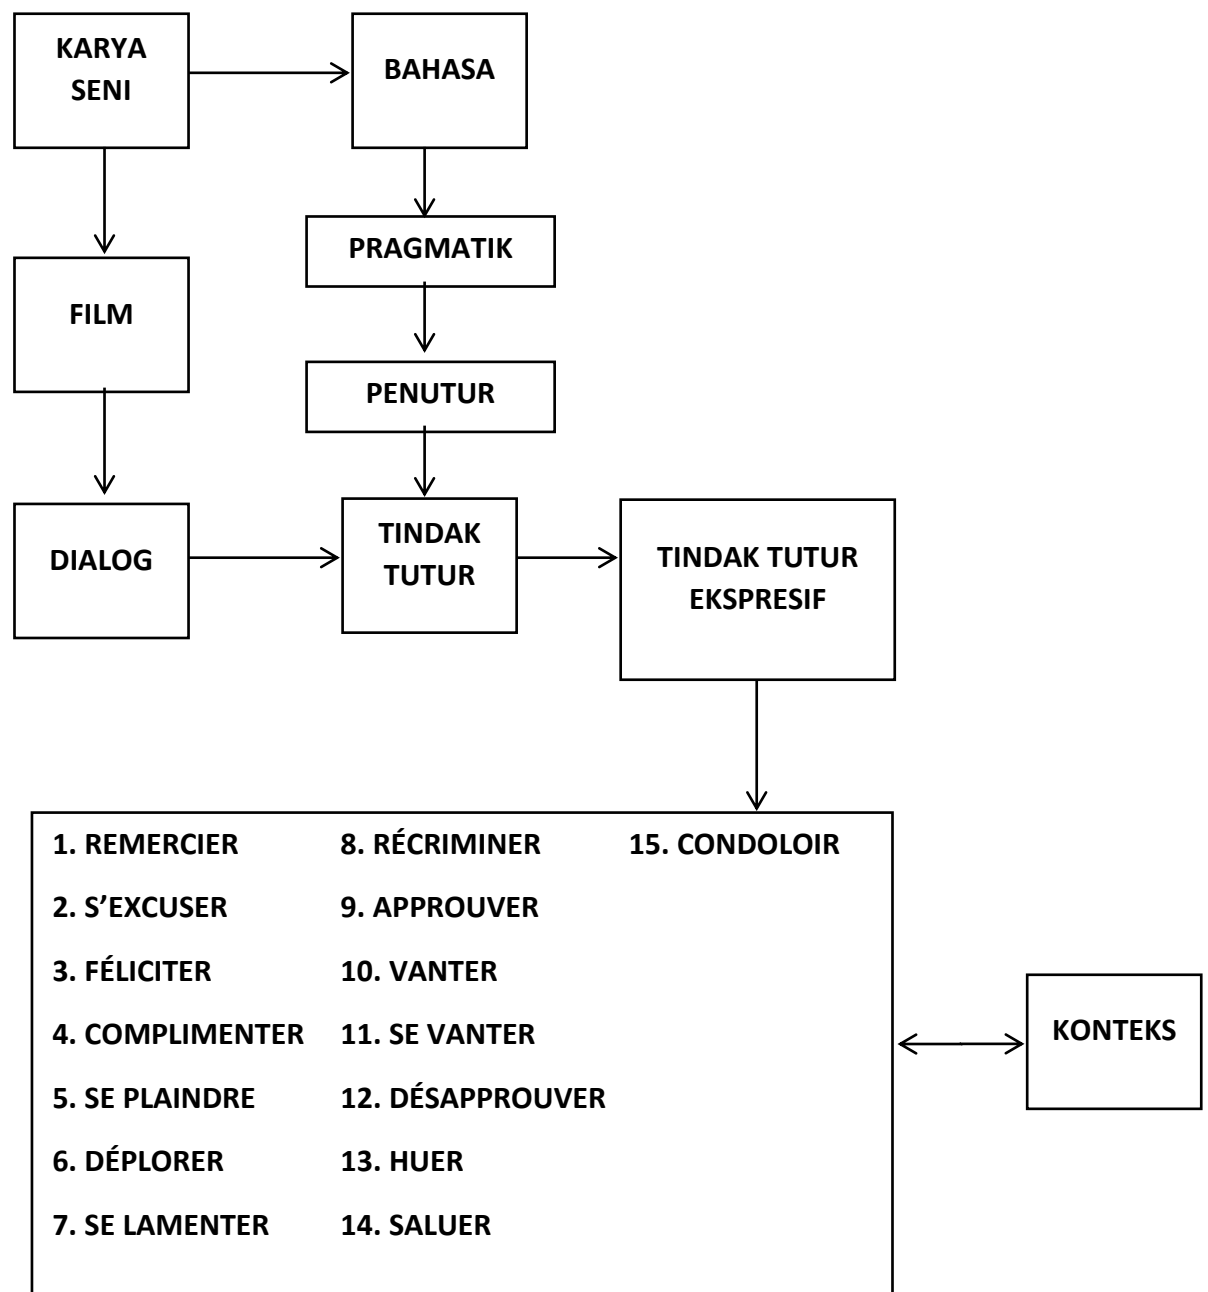 KARYA
SENI
BAHASA
PRAGMATIK
FILM
PENUTUR
DIALOG
TINDAK
TUTUR
TINDAK TUTUR
EKSPRESIF
1. REMERCIER
2. S’EXCUSER
3. FÉLICITER
4. COMPLIMENTER
5. SE PLAINDRE
6. DÉPLORER
7. SE LAMENTER
8. RÉCRIMINER
9. APPROUVER
10. VANTER
11. SE VANTER
12. DÉSAPPROUVER
13. HUER
14. SALUER
15. CONDOLOIR
KONTEKS